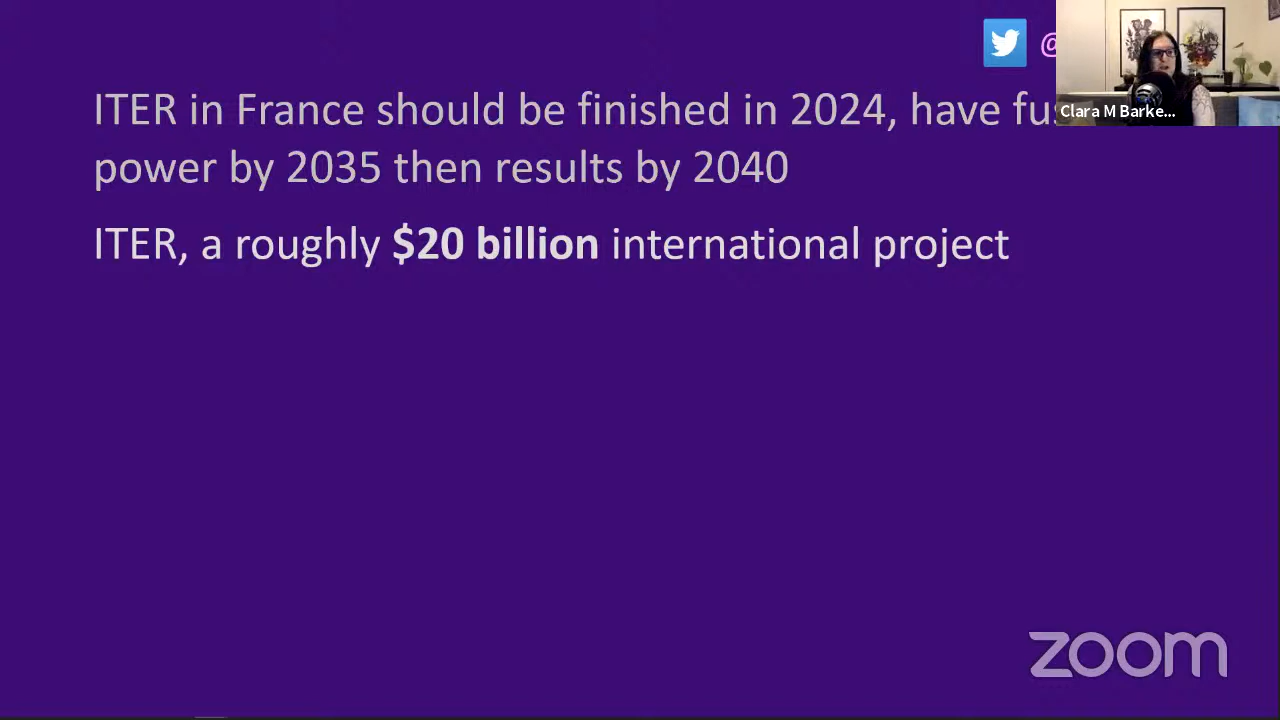 @
Clara M Barke...
ITER in France should be finished in 2024, have
power by 2035 then results by 2040
ITER, a roughly $20 billion international project
zoom